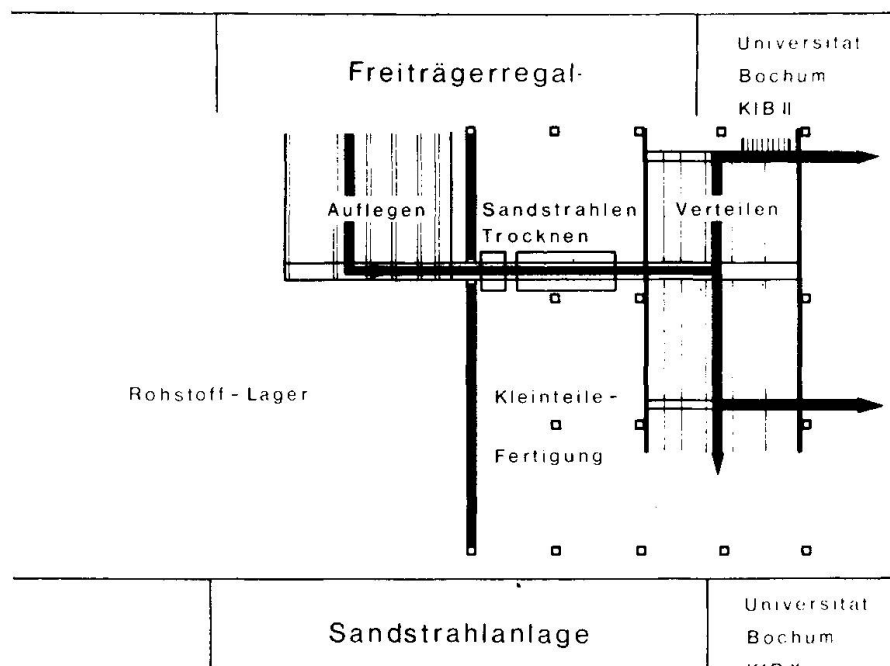 Freiträgerregal-
Universitat
Bochum
KIB II
Auflegen
Sandstrahlen
Trocknen
Verteilen
Rohstoff-Lager
Kleinteile-
Fertigung
Sandstrahlanlage
Universitat
Bochum